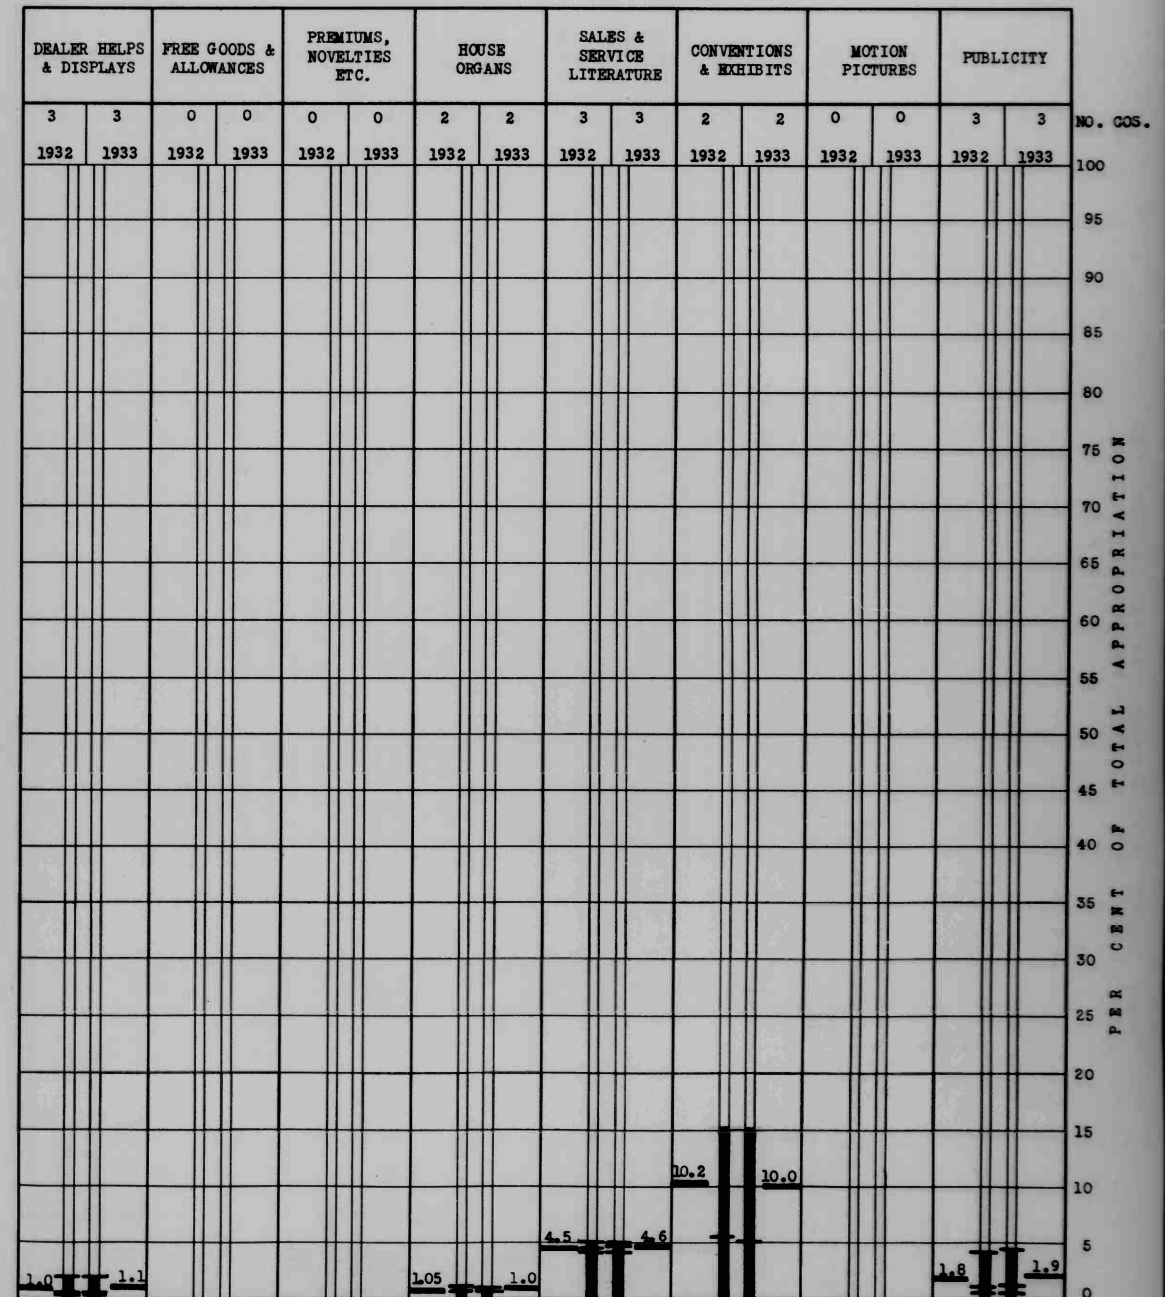 DEALER HELPS
& DISPLAYS
FREE GOODS &
ALLOWANCES
PREMIUMS,
NOVELTIES
ETC.
HOUSE
ORGANS
SALES &
SERVICE
LITERATURE
CONVENTIONS
& EXHIBITS
MOTION
PICTURES
PUBLICITY
3 3 0 0 0 0 2 2 3 3 2 2 0 0 3 3 NO. COS.
1932 1933 1932 1933 1932 1933 1932 1933 1932 1933 1932 1933 1932 1933 1932 1933
100
95
90
85
80
75
70
65
60
55
50
45
40
35
30
25
20
15
10
5
0
PER CENT OF TOTAL APPROPRIATION
1.0 1.1
1.05 1.0
4.5 4.6
10.2 10.0
1.8 1.9